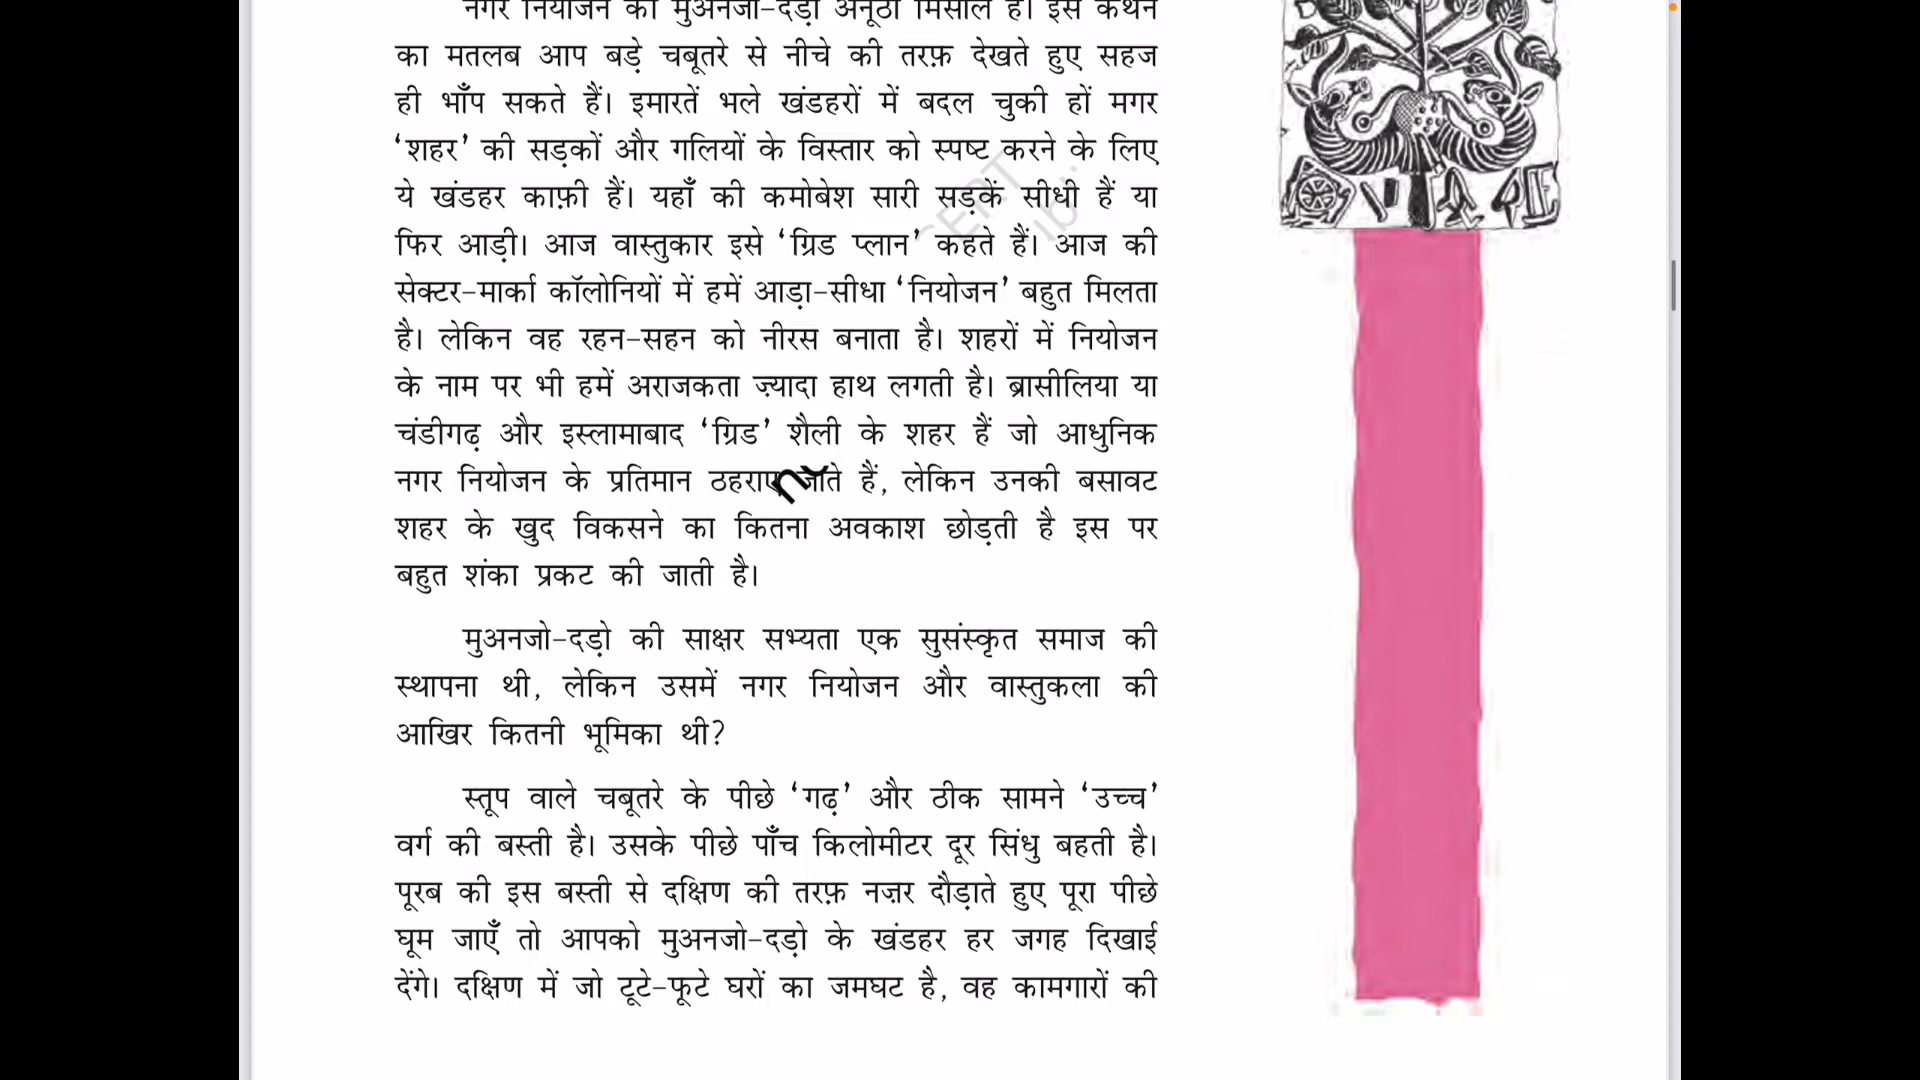 नगर नियोजन की मुअनजो-दड़ो अनूठी मिसाल है। इस कथन
का मतलब आप बड़े चबूतरे से नीचे की तरफ़ देखते हुए सहज
ही भाँप सकते हैं। इमारतें भले खंडहरों में बदल चुकी हों मगर
‘शहर’ की सड़कों और गलियों के विस्तार को स्पष्ट करने के लिए
ये खंडहर काफ़ी हैं। यहाँ की कमोबेश सारी सड़कें सीधी हैं या
फिर आड़ी। आज वास्तुकार इसे ‘ग्रिड प्लान’ कहते हैं। आज की
सेक्टर-मार्का कॉलोनियों में हमें आड़ा-सीधा ‘नियोजन’ बहुत मिलता
है। लेकिन वह रहन-सहन को नीरस बनाता है। शहरों में नियोजन
के नाम पर भी हमें अराजकता ज़्यादा हाथ लगती है। ब्रासीलिया या
चंडीगढ़ और इस्लामाबाद ‘ग्रिड’ शैली के शहर हैं जो आधुनिक
नगर नियोजन के प्रतिमान ठहराए जाते हैं, लेकिन उनकी बसावट
शहर के खुद विकसने का कितना अवकाश छोड़ती है इस पर
बहुत शंका प्रकट की जाती है।
मुअनजो-दड़ो की साक्षर सभ्यता एक सुसंस्कृत समाज की
स्थापना थी, लेकिन उसमें नगर नियोजन और वास्तुकला की
आखिर कितनी भूमिका थी?
स्तूप वाले चबूतरे के पीछे ‘गढ़’ और ठीक सामने ‘उच्च’
वर्ग की बस्ती है। उसके पीछे पाँच किलोमीटर दूर सिंधु बहती है।
पूरब की इस बस्ती से दक्षिण की तरफ़ नज़र दौड़ाते हुए पूरा पीछे
घूम जाएँ तो आपको मुअनजो-दड़ो के खंडहर हर जगह दिखाई
देंगे। दक्षिण में जो टूटे-फूटे घरों का जमघट है, वह कामगारों की